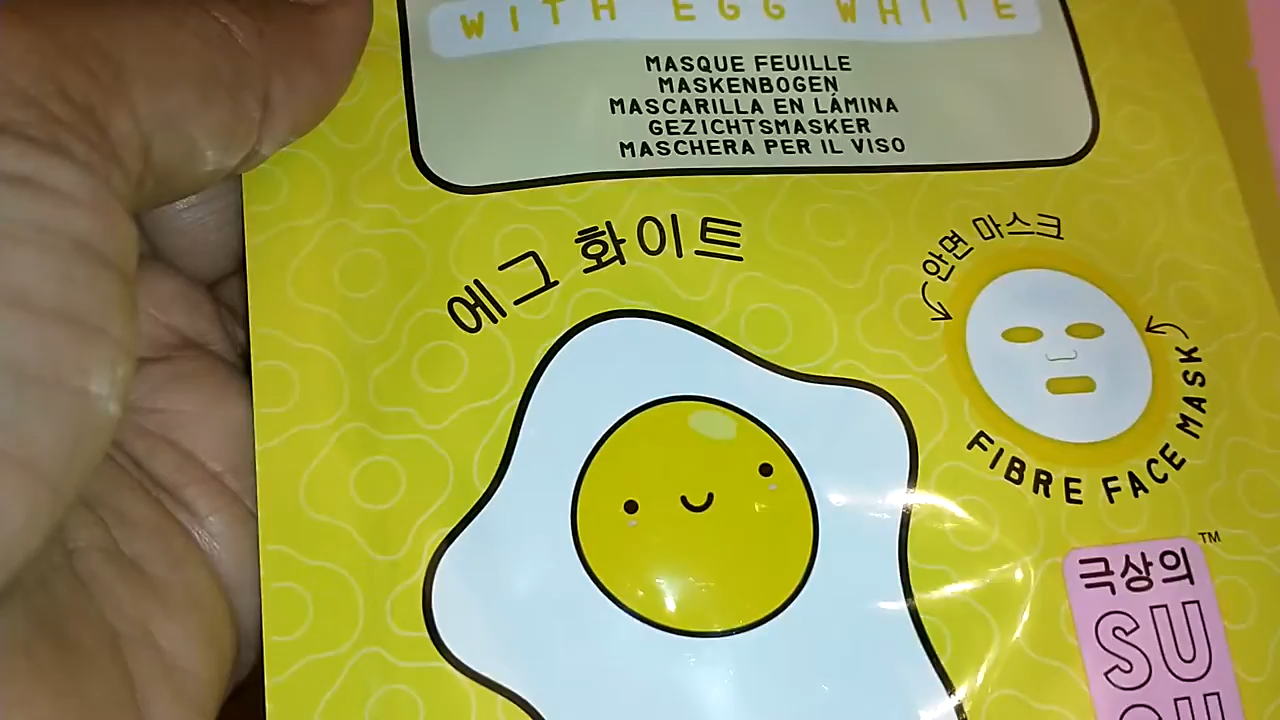 WITH EGG WHITE
MASQUE FEUILLE
MASKENBOGEN
MASCARILLA EN LÁMINA
GEZICHTSMASKER
MASCHERA PER IL VISO
에그 화이트
안면 마스크
FIBRE FACE MASK
TM
극상의
SU